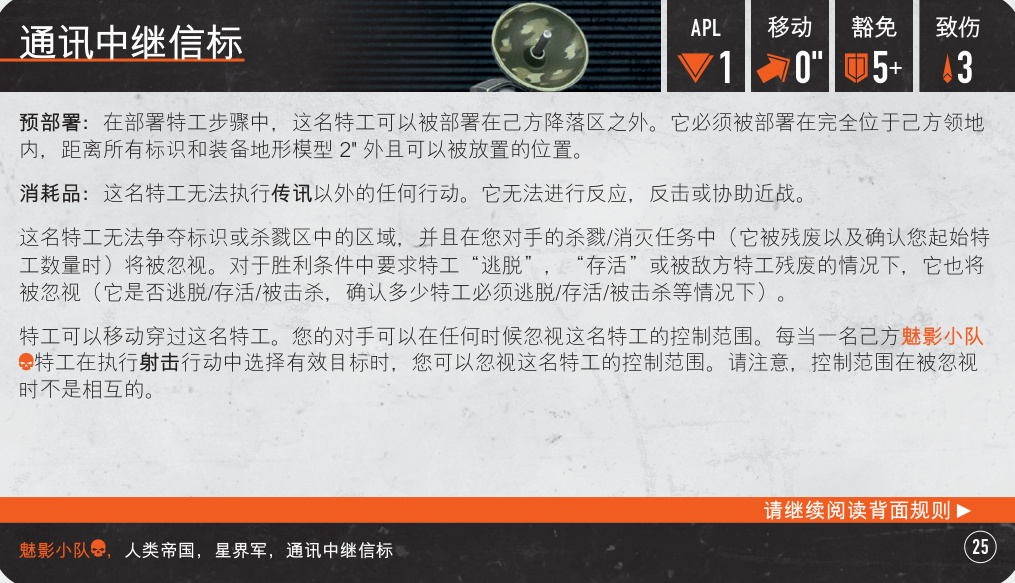 通讯中继信标
APL
1
移动
0"
豁免
5+
致伤
3
预部署：在部署特工步骤中，这名特工可以被部署在己方降落区之外。它必须被部署在完全位于己方领地
内，距离所有标识和装备地形模型 2" 外且可以被放置的位置。
消耗品：这名特工无法执行传讯以外的任何行动。它无法进行反应，反击或协助近战。
这名特工无法争夺标识或杀戮区中的区域，并且在您对手的杀戮/消灭任务中（它被残废以及确认您起始特
工数量时）将被忽视。对于胜利条件中要求特工“逃脱”，“存活”或被敌方特工残废的情况下，它也将
被忽视（它是否逃脱/存活/被击杀，确认多少特工必须逃脱/存活/被击杀等情况下）。
特工可以移动穿过这名特工。您的对手可以在任何时候忽视这名特工的控制范围。每当一名己方魅影小队
特工在执行射击行动中选择有效目标时，您可以忽视这名特工的控制范围。请注意，控制范围在被忽视
时不是相互的。
请继续阅读背面规则
魅影小队，人类帝国，星界军，通讯中继信标
25